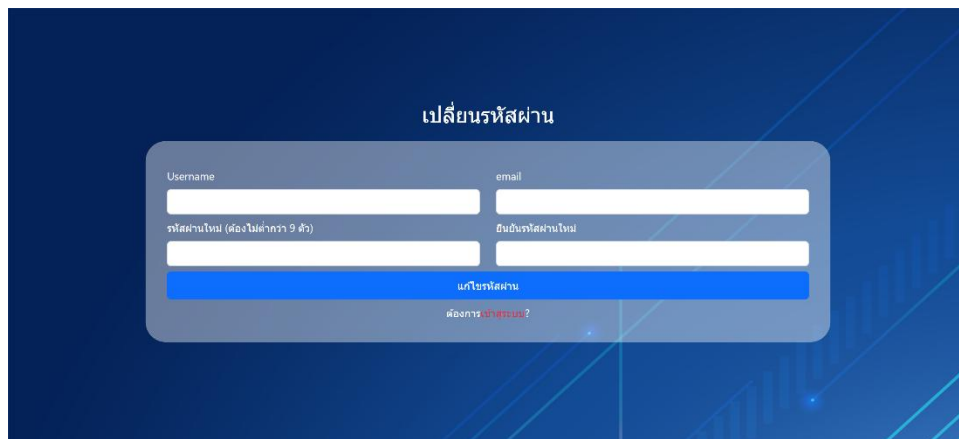 เปลี่ยนรหัสผ่าน
Username
email
รหัสผ่านใหม่ (ต้องไม่ต่ำกว่า 9 ตัว)
ยืนยันรหัสผ่านใหม่
แก้ไขรหัสผ่าน
ต้องการเข้าสู่ระบบ?